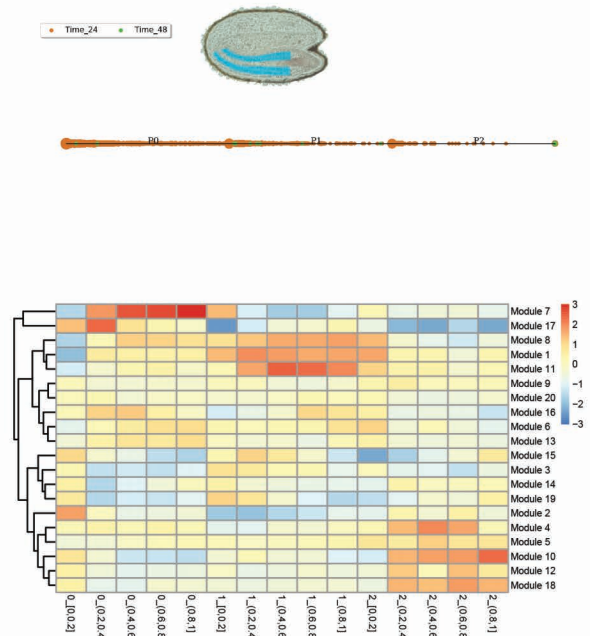 Time_24 Time_48
P0 P1 P2
Module 7
Module 17
Module 8
Module 1
Module 11
Module 9
Module 20
Module 16
Module 6
Module 13
Module 15
Module 3
Module 14
Module 19
Module 2
Module 4
Module 5
Module 10
Module 12
Module 18
3
2
1
0
−1
−2
−3
0_[0,0.2]
0_(0.2,0.4
0_(0.4,0.6
0_(0.6,0.8
0_(0.8,1]
1_[0,0.2]
1_(0.2,0.4
1_(0.4,0.6
1_(0.6,0.8
1_(0.8,1]
2_[0,0.2]
2_(0.2,0.4
2_(0.4,0.6
2_(0.6,0.8
2_(0.8,1]